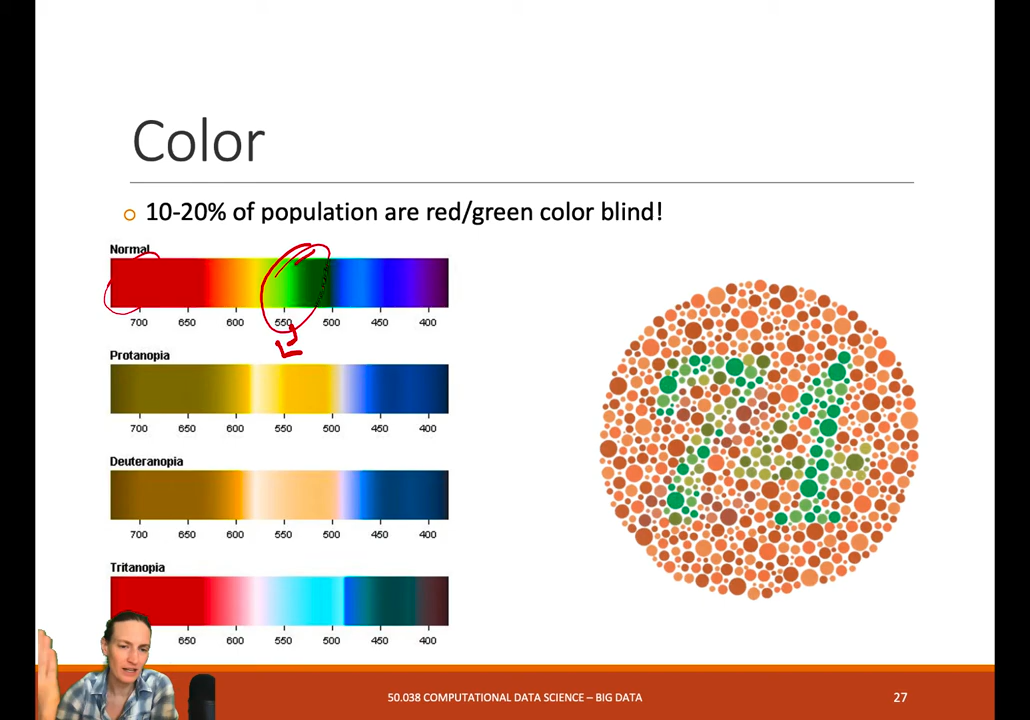 Color
10-20% of population are red/green color blind!
Normal
700 650 600 550 500 450 400
Protanopia
700 650 600 550 500 450 400
Deuteranopia
700 650 600 550 500 450 400
Tritanopia
650 600 550 500 450 400
74
50.038 COMPUTATIONAL DATA SCIENCE – BIG DATA
27